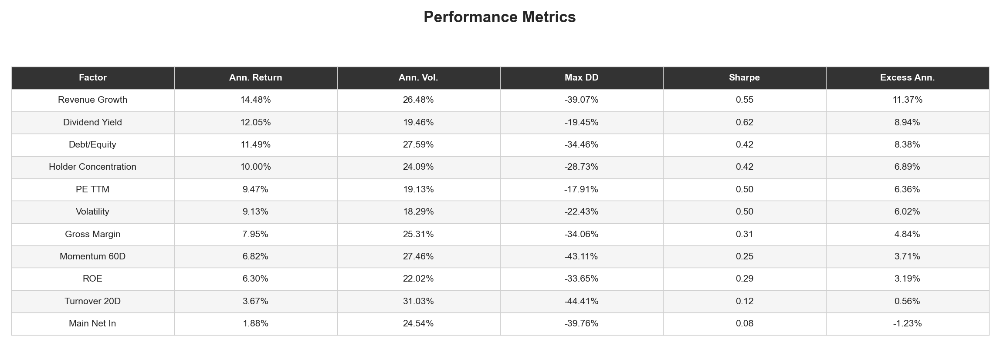 Performance Metrics
Factor Ann. Return Ann. Vol. Max DD Sharpe Excess Ann.
Revenue Growth 14.48% 26.48% -39.07% 0.55 11.37%
Dividend Yield 12.05% 19.46% -19.45% 0.62 8.94%
Debt/Equity 11.49% 27.59% -34.46% 0.42 8.38%
Holder Concentration 10.00% 24.09% -28.73% 0.42 6.89%
PE TTM 9.47% 19.13% -17.91% 0.50 6.36%
Volatility 9.13% 18.29% -22.43% 0.50 6.02%
Gross Margin 7.95% 25.31% -34.06% 0.31 4.84%
Momentum 60D 6.82% 27.46% -43.11% 0.25 3.71%
ROE 6.30% 22.02% -33.65% 0.29 3.19%
Turnover 20D 3.67% 31.03% -44.41% 0.12 0.56%
Main Net In 1.88% 24.54% -39.76% 0.08 -1.23%